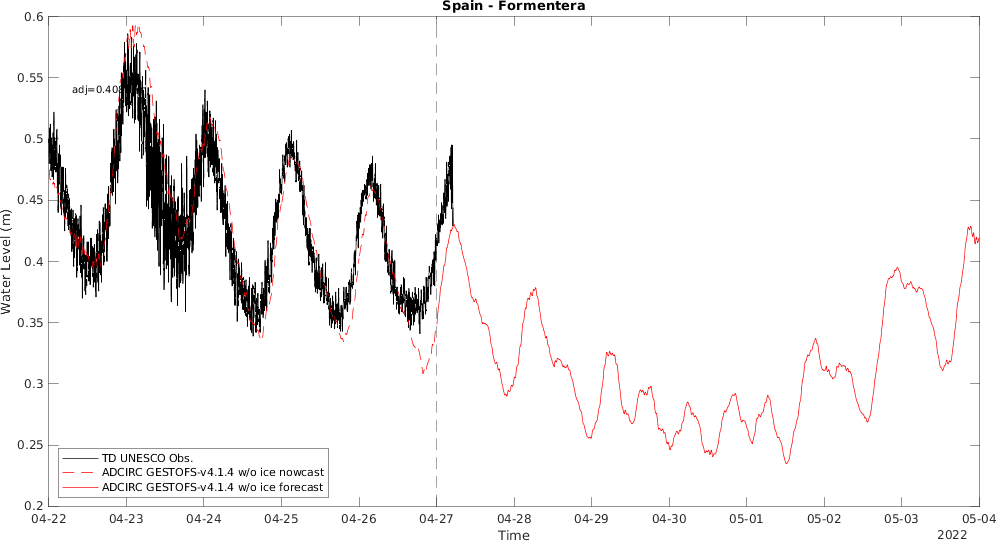 Spain - Formentera
0.6
0.55
0.5
0.45
0.4
0.35
0.3
0.25
0.2
Water Level (m)
adj=0.408
TD UNESCO Obs.
ADCIRC GESTOFS-v4.1.4 w/o ice nowcast
ADCIRC GESTOFS-v4.1.4 w/o ice forecast
04-22 04-23 04-24 04-25 04-26 04-27 04-28 04-29 04-30 05-01 05-02 05-03 05-04
Time
2022